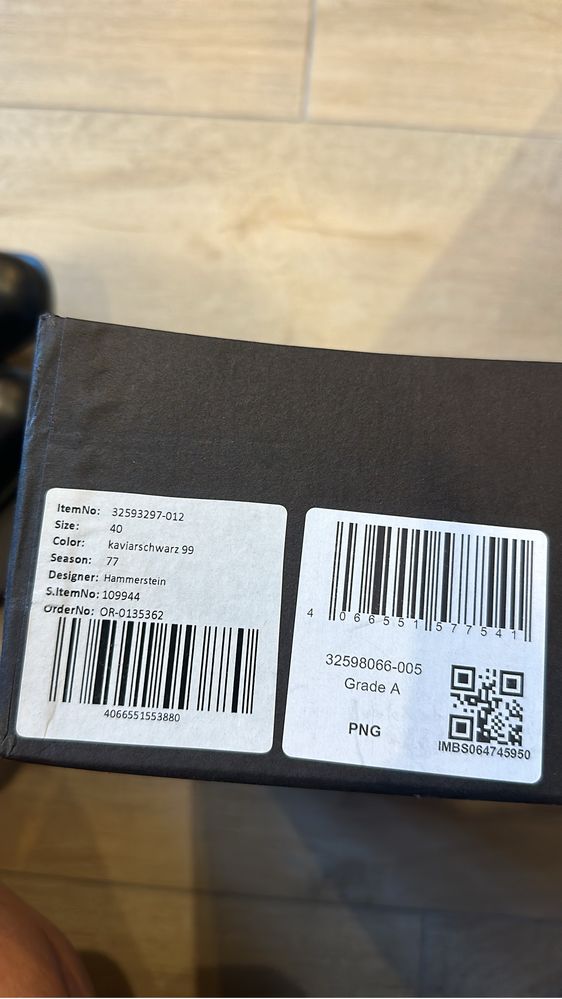 ItemNo: 32593297-012
Size: 40
Color: kaviarschwarz 99
Season: 77
Designer: Hammerstein
S.ItemNo: 109944
OrderNo: OR-0135362
4066551553880
4 066551 577541
32598066-005
Grade A
PNG
IMBS064745950